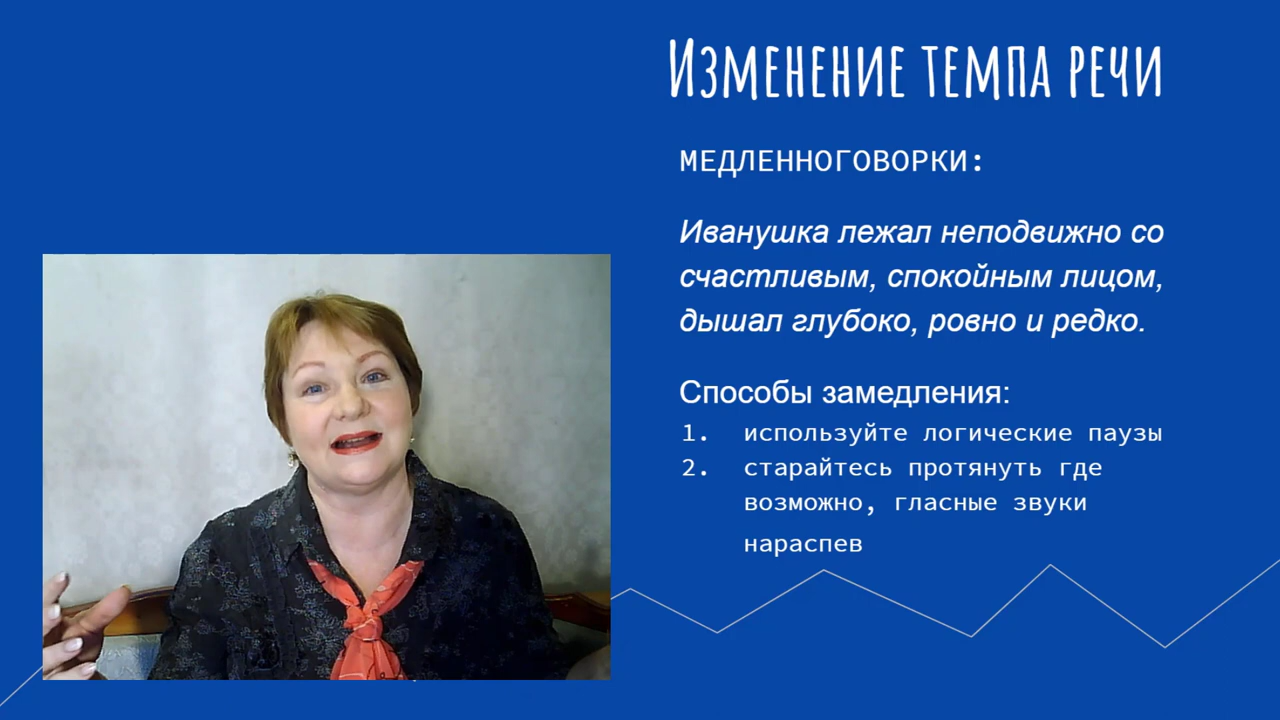 Изменение темпа речи
МЕДЛЕННОГОВОРКИ:
Иванушка лежал неподвижно со
счастливым, спокойным лицом,
дышал глубоко, ровно и редко.
Способы замедления:
1. используйте логические паузы
2. старайтесь протянуть где
возможно, гласные звуки
нараспев